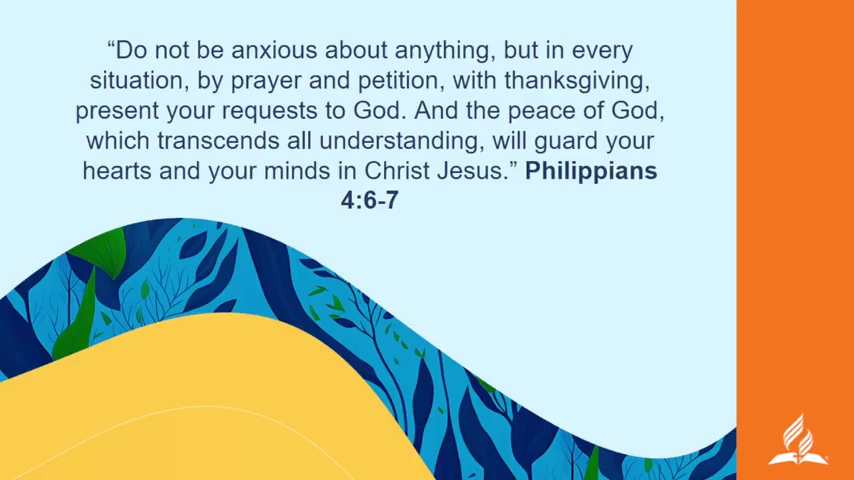 “Do not be anxious about anything, but in every
situation, by prayer and petition, with thanksgiving,
present your requests to God. And the peace of God,
which transcends all understanding, will guard your
hearts and your minds in Christ Jesus.” Philippians
4:6-7